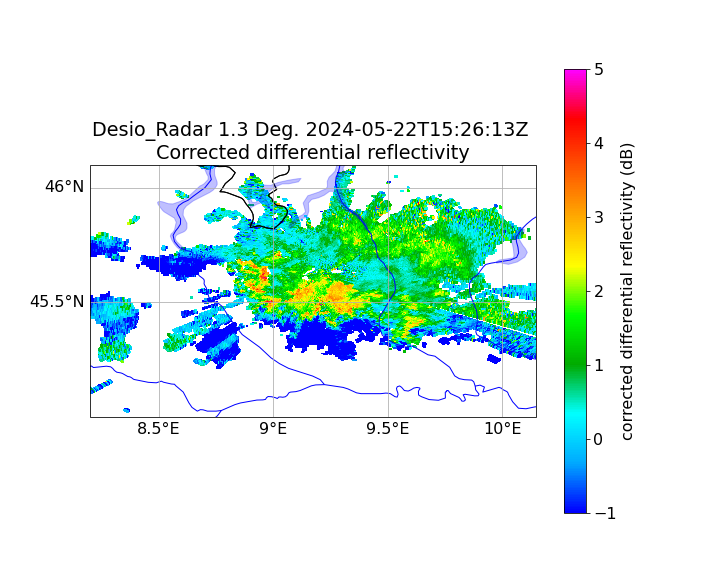 Desio_Radar 1.3 Deg. 2024-05-22T15:26:13Z
Corrected differential reflectivity
46°N
45.5°N
8.5°E
9°E
9.5°E
10°E
5
4
3
2
1
0
−1
corrected differential reflectivity (dB)